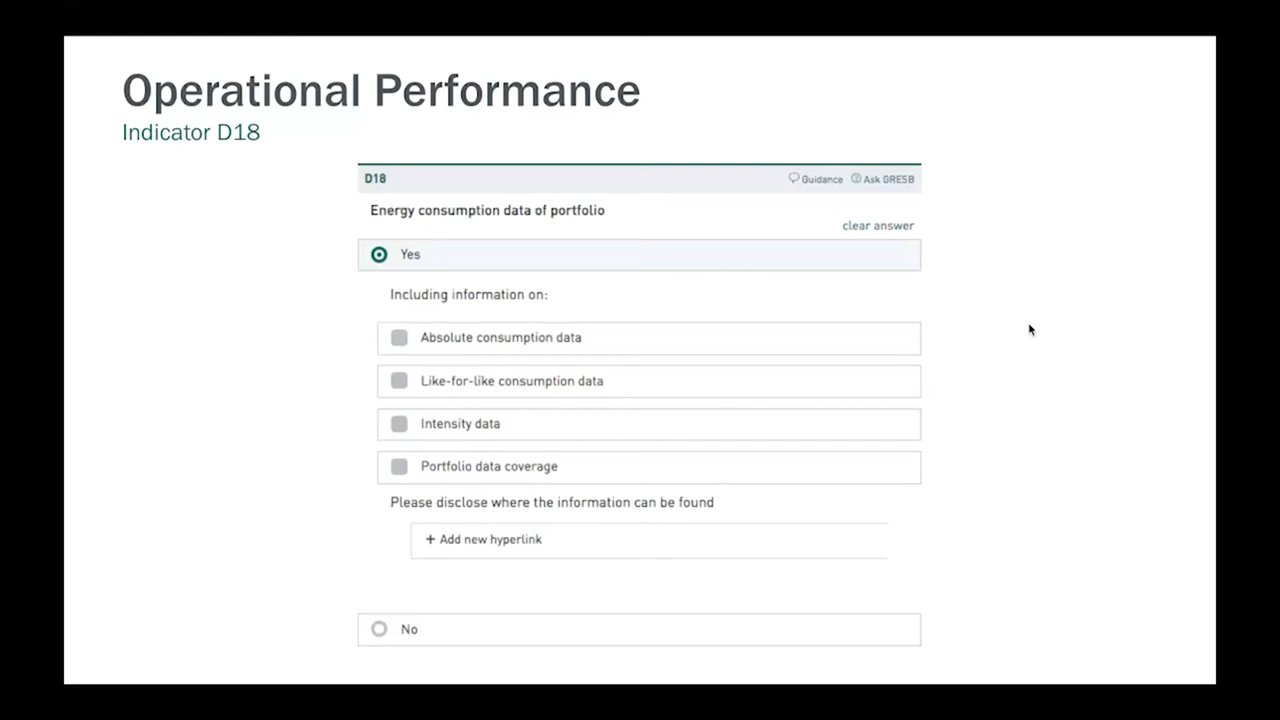 Operational Performance
Indicator D18
D18 Guidance Ask GRESB
Energy consumption data of portfolio
clear answer
Yes
Including information on:
Absolute consumption data
Like-for-like consumption data
Intensity data
Portfolio data coverage
Please disclose where the information can be found
+ Add new hyperlink
No